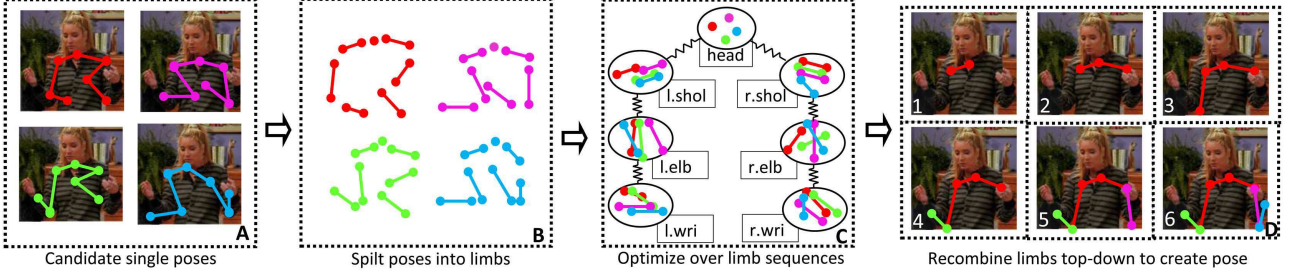 A
Candidate single poses
B
Spilt poses into limbs
head
l.shol
r.shol
l.elb
r.elb
l.wri
r.wri
C
Optimize over limb sequences
1
2
3
4
5
6
D
Recombine limbs top-down to create pose